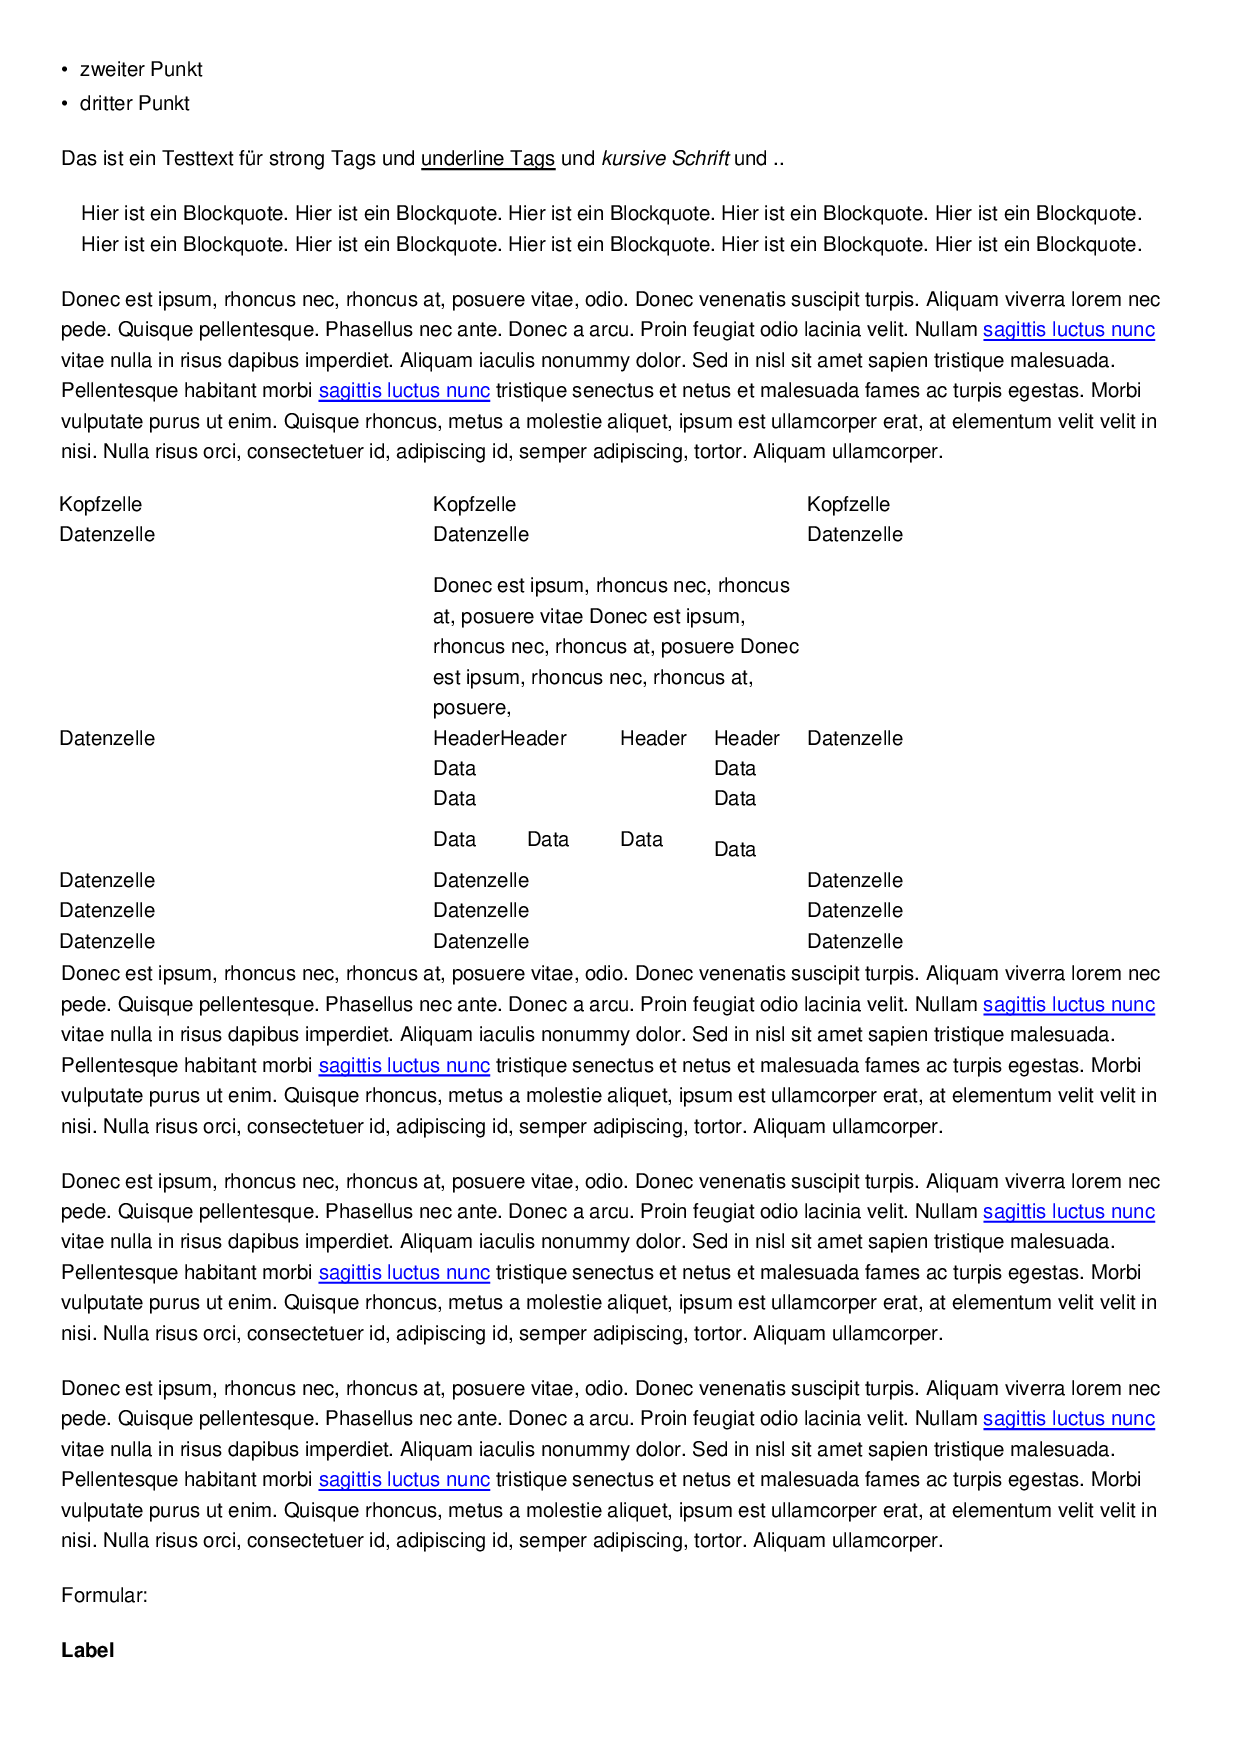 • zweiter Punkt
• dritter Punkt
Das ist ein Testtext für strong Tags und underline Tags und kursive Schrift und ..
Hier ist ein Blockquote. Hier ist ein Blockquote. Hier ist ein Blockquote. Hier ist ein Blockquote. Hier ist ein Blockquote.
Hier ist ein Blockquote. Hier ist ein Blockquote. Hier ist ein Blockquote. Hier ist ein Blockquote. Hier ist ein Blockquote.
Donec est ipsum, rhoncus nec, rhoncus at, posuere vitae, odio. Donec venenatis suscipit turpis. Aliquam viverra lorem nec
pede. Quisque pellentesque. Phasellus nec ante. Donec a arcu. Proin feugiat odio lacinia velit. Nullam sagittis luctus nunc
vitae nulla in risus dapibus imperdiet. Aliquam iaculis nonummy dolor. Sed in nisl sit amet sapien tristique malesuada.
Pellentesque habitant morbi sagittis luctus nunc tristique senectus et netus et malesuada fames ac turpis egestas. Morbi
vulputate purus ut enim. Quisque rhoncus, metus a molestie aliquet, ipsum est ullamcorper erat, at elementum velit velit in
nisi. Nulla risus orci, consectetuer id, adipiscing id, semper adipiscing, tortor. Aliquam ullamcorper.
Kopfzelle Kopfzelle Kopfzelle
Datenzelle Datenzelle Datenzelle
Donec est ipsum, rhoncus nec, rhoncus
at, posuere vitae Donec est ipsum,
rhoncus nec, rhoncus at, posuere Donec
est ipsum, rhoncus nec, rhoncus at,
posuere,
Datenzelle HeaderHeader Header Header Datenzelle
Data Data
Data Data
Data Data Data Data
Datenzelle Datenzelle Datenzelle
Datenzelle Datenzelle Datenzelle
Datenzelle Datenzelle Datenzelle
Donec est ipsum, rhoncus nec, rhoncus at, posuere vitae, odio. Donec venenatis suscipit turpis. Aliquam viverra lorem nec
pede. Quisque pellentesque. Phasellus nec ante. Donec a arcu. Proin feugiat odio lacinia velit. Nullam sagittis luctus nunc
vitae nulla in risus dapibus imperdiet. Aliquam iaculis nonummy dolor. Sed in nisl sit amet sapien tristique malesuada.
Pellentesque habitant morbi sagittis luctus nunc tristique senectus et netus et malesuada fames ac turpis egestas. Morbi
vulputate purus ut enim. Quisque rhoncus, metus a molestie aliquet, ipsum est ullamcorper erat, at elementum velit velit in
nisi. Nulla risus orci, consectetuer id, adipiscing id, semper adipiscing, tortor. Aliquam ullamcorper.
Donec est ipsum, rhoncus nec, rhoncus at, posuere vitae, odio. Donec venenatis suscipit turpis. Aliquam viverra lorem nec
pede. Quisque pellentesque. Phasellus nec ante. Donec a arcu. Proin feugiat odio lacinia velit. Nullam sagittis luctus nunc
vitae nulla in risus dapibus imperdiet. Aliquam iaculis nonummy dolor. Sed in nisl sit amet sapien tristique malesuada.
Pellentesque habitant morbi sagittis luctus nunc tristique senectus et netus et malesuada fames ac turpis egestas. Morbi
vulputate purus ut enim. Quisque rhoncus, metus a molestie aliquet, ipsum est ullamcorper erat, at elementum velit velit in
nisi. Nulla risus orci, consectetuer id, adipiscing id, semper adipiscing, tortor. Aliquam ullamcorper.
Donec est ipsum, rhoncus nec, rhoncus at, posuere vitae, odio. Donec venenatis suscipit turpis. Aliquam viverra lorem nec
pede. Quisque pellentesque. Phasellus nec ante. Donec a arcu. Proin feugiat odio lacinia velit. Nullam sagittis luctus nunc
vitae nulla in risus dapibus imperdiet. Aliquam iaculis nonummy dolor. Sed in nisl sit amet sapien tristique malesuada.
Pellentesque habitant morbi sagittis luctus nunc tristique senectus et netus et malesuada fames ac turpis egestas. Morbi
vulputate purus ut enim. Quisque rhoncus, metus a molestie aliquet, ipsum est ullamcorper erat, at elementum velit velit in
nisi. Nulla risus orci, consectetuer id, adipiscing id, semper adipiscing, tortor. Aliquam ullamcorper.
Formular:
Label